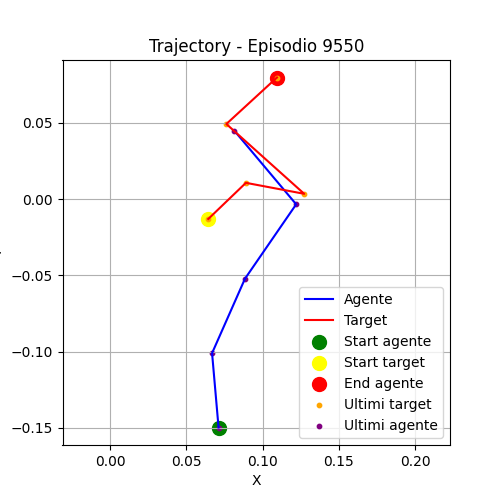 Trajectory - Episodio 9550
0.05
0.00
−0.05
−0.10
−0.15
0.00 0.05 0.10 0.15 0.20
X
Agente
Target
Start agente
Start target
End agente
Ultimi target
Ultimi agente